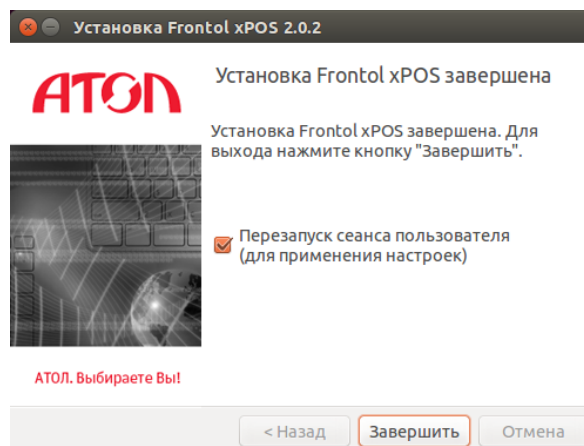 Установка Frontol xPOS 2.0.2
АТОЛ
Установка Frontol xPOS завершена
Установка Frontol xPOS завершена. Для
выхода нажмите кнопку "Завершить".
Перезапуск сеанса пользователя
(для применения настроек)
АТОЛ. Выбираете Вы!
< Назад
Завершить
Отмена